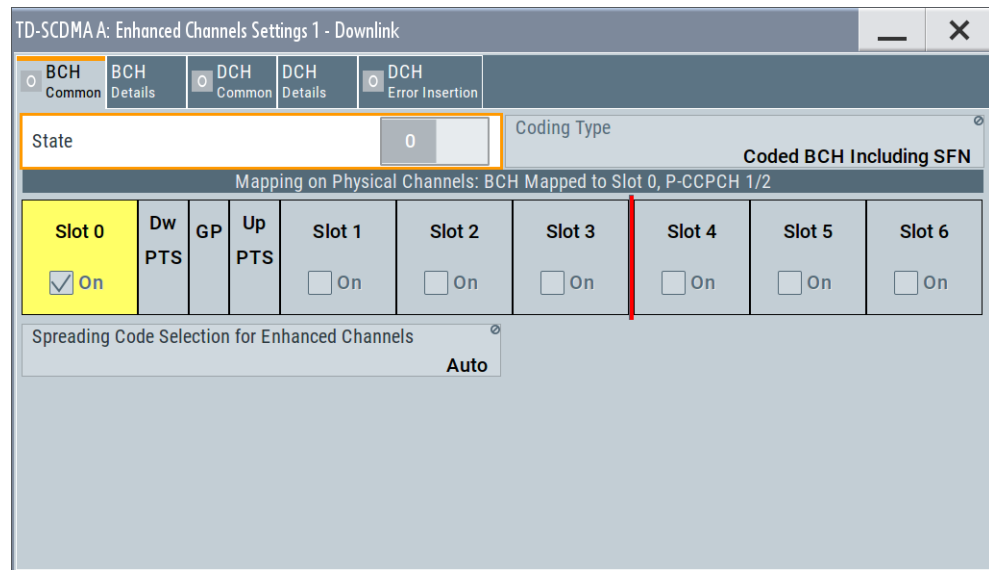 TD-SCDMA A: Enhanced Channels Settings 1 - Downlink
0 BCH Common
BCH Details
0 DCH Common
DCH Details
0 DCH Error Insertion
State
0
Coding Type
Coded BCH Including SFN
Mapping on Physical Channels: BCH Mapped to Slot 0, P-CCPCH 1/2
Slot 0
On
Dw
PTS
GP
Up
PTS
Slot 1
On
Slot 2
On
Slot 3
On
Slot 4
On
Slot 5
On
Slot 6
On
Spreading Code Selection for Enhanced Channels
Auto